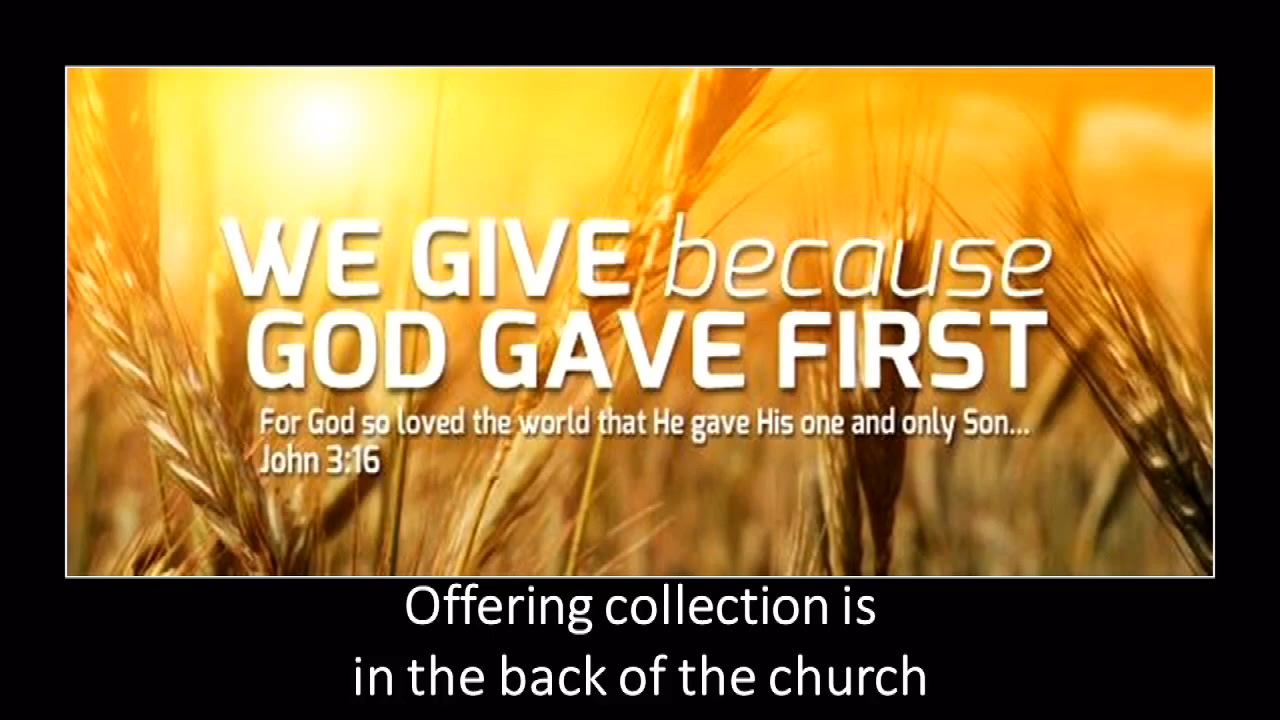 WE GIVE because
GOD GAVE FIRST
For God so loved the world that He gave His one and only Son...
John 3:16
Offering collection is
in the back of the church